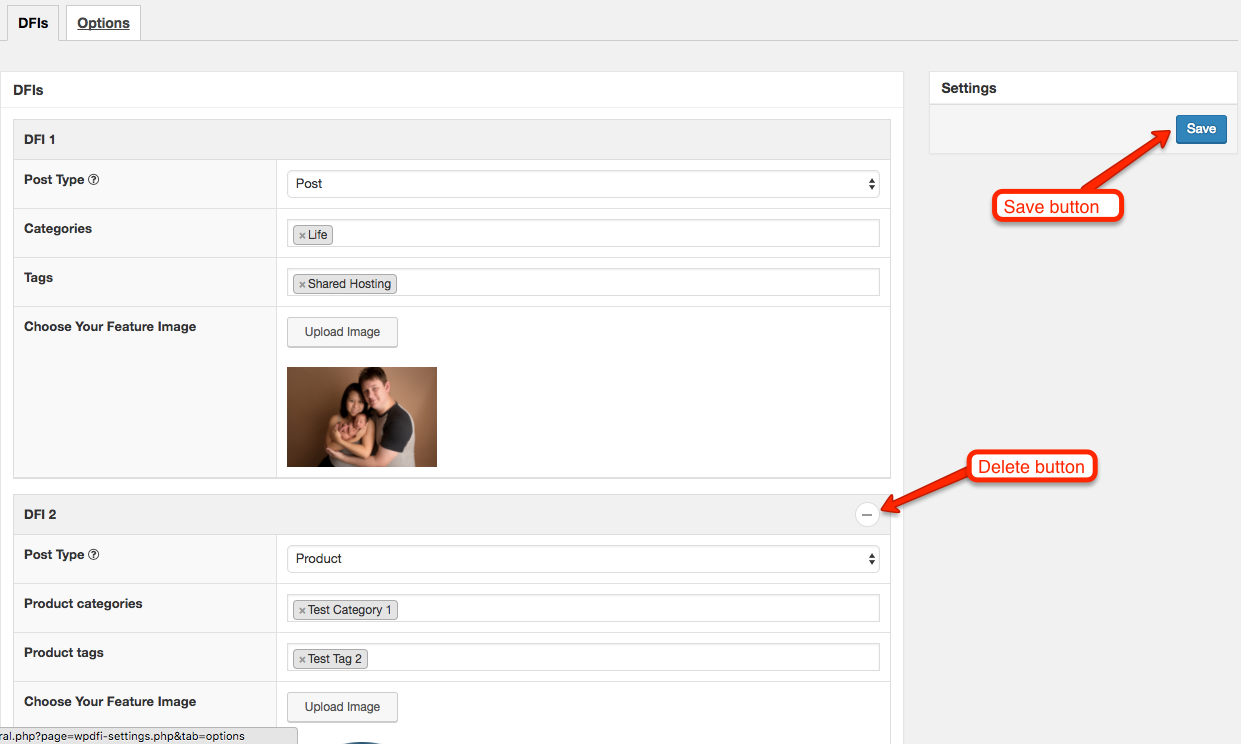 DFIs
Options
DFIs
DFI 1
Post Type ?
Post
Categories
× Life
Tags
× Shared Hosting
Choose Your Feature Image
Upload Image
DFI 2
Post Type ?
Product
Product categories
× Test Category 1
Product tags
× Test Tag 2
Choose Your Feature Image
Upload Image
Settings
Save
Save button
Delete button
ral.php?page=wpdfi-settings.php&tab=options